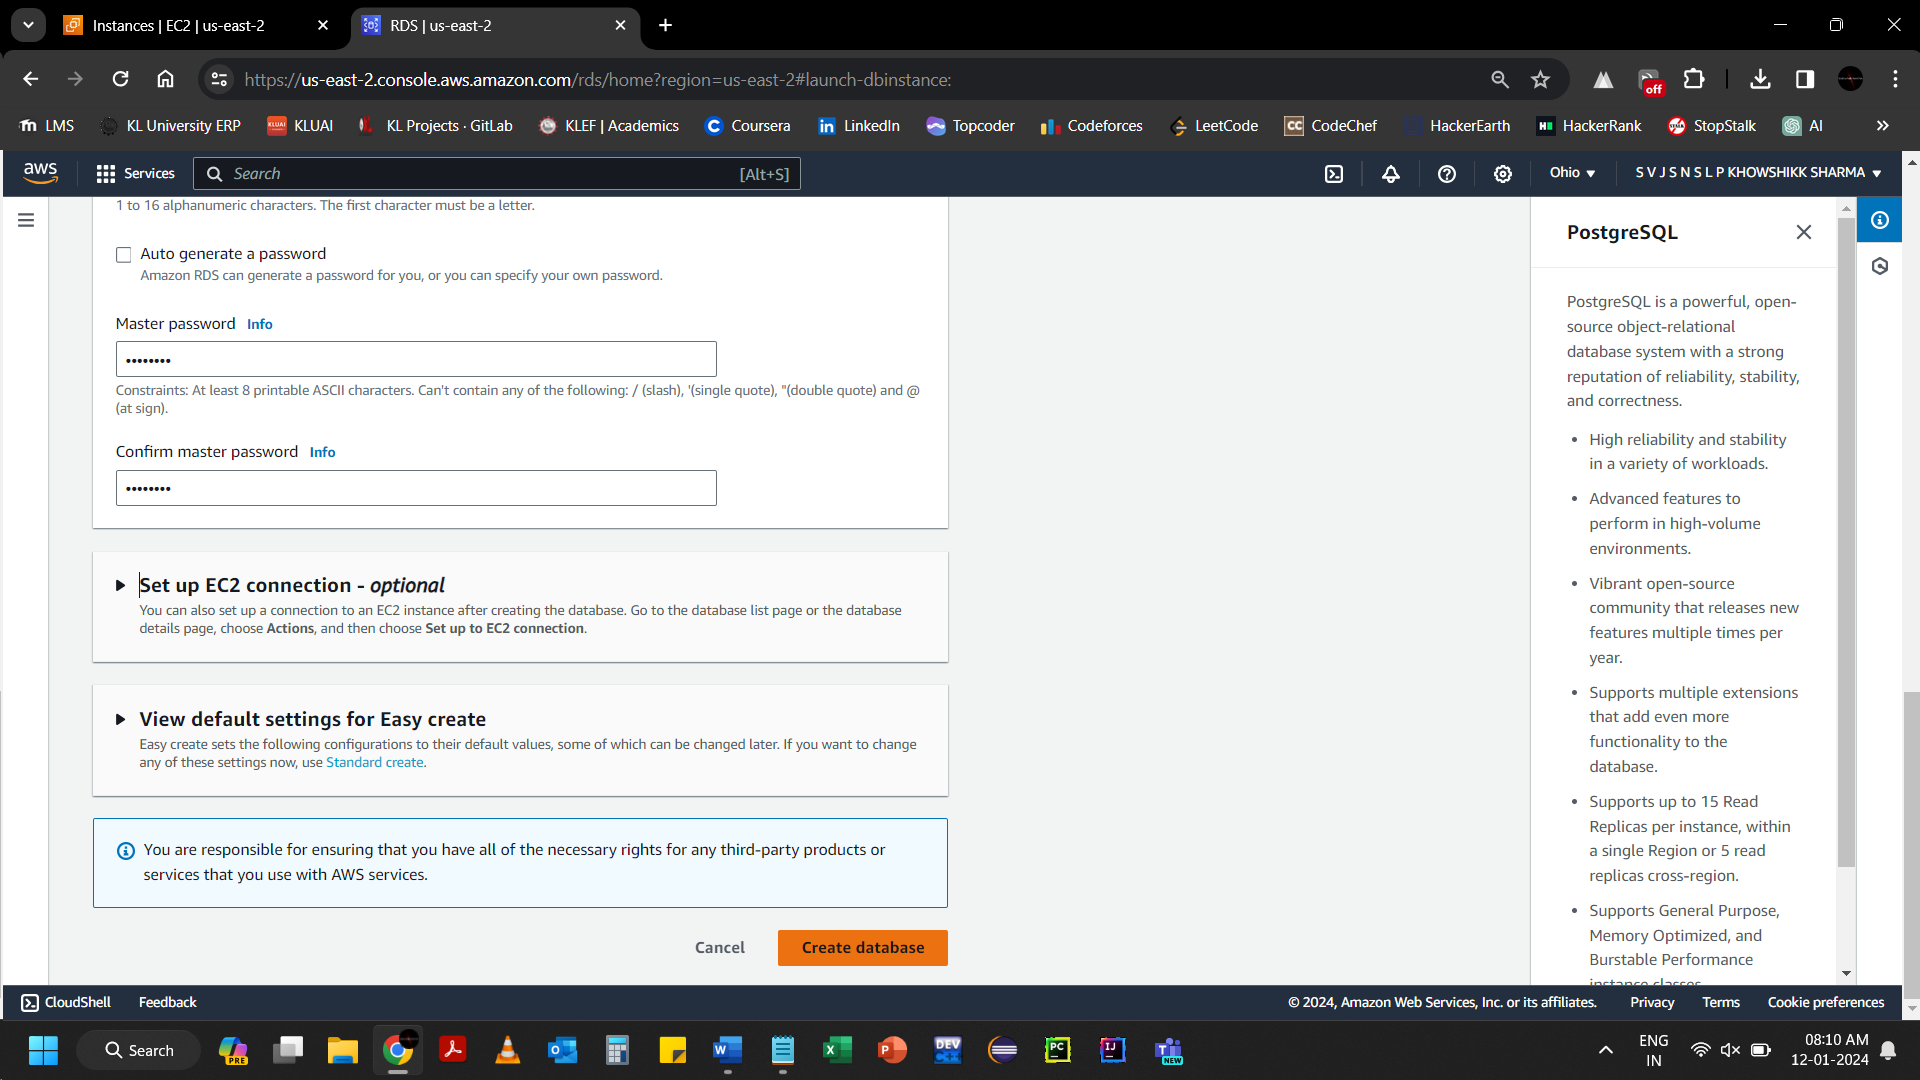 Instances | EC2 | us-east-2
RDS | us-east-2
https://us-east-2.console.aws.amazon.com/rds/home?region=us-east-2#launch-dbinstance:
off
LMS
KL University ERP
KLUAI
KL Projects · GitLab
KLEF | Academics
Coursera
LinkedIn
Topcoder
Codeforces
LeetCode
CodeChef
HackerEarth
HackerRank
StopStalk
AI
aws
Services
Search
[Alt+S]
Ohio
S V J S N S L P KHOWSHIKK SHARMA
1 to 16 alphanumeric characters. The first character must be a letter.
Auto generate a password
Amazon RDS can generate a password for you, or you can specify your own password.
Master password Info
••••••••
Constraints: At least 8 printable ASCII characters. Can't contain any of the following: / (slash), '(single quote), "(double quote) and @
(at sign).
Confirm master password Info
••••••••
Set up EC2 connection - optional
You can also set up a connection to an EC2 instance after creating the database. Go to the database list page or the database
details page, choose Actions, and then choose Set up to EC2 connection.
View default settings for Easy create
Easy create sets the following configurations to their default values, some of which can be changed later. If you want to change
any of these settings now, use Standard create.
You are responsible for ensuring that you have all of the necessary rights for any third-party products or
services that you use with AWS services.
Cancel
Create database
PostgreSQL
PostgreSQL is a powerful, open-
source object-relational
database system with a strong
reputation of reliability, stability,
and correctness.
• High reliability and stability
in a variety of workloads.
• Advanced features to
perform in high-volume
environments.
• Vibrant open-source
community that releases new
features multiple times per
year.
• Supports multiple extensions
that add even more
functionality to the
database.
• Supports up to 15 Read
Replicas per instance, within
a single Region or 5 read
replicas cross-region.
• Supports General Purpose,
Memory Optimized, and
Burstable Performance
instance classes.
CloudShell
Feedback
© 2024, Amazon Web Services, Inc. or its affiliates.
Privacy
Terms
Cookie preferences
Search
PRE
DEV
PC
IJ
NEW
ENG
IN
08:10 AM
12-01-2024